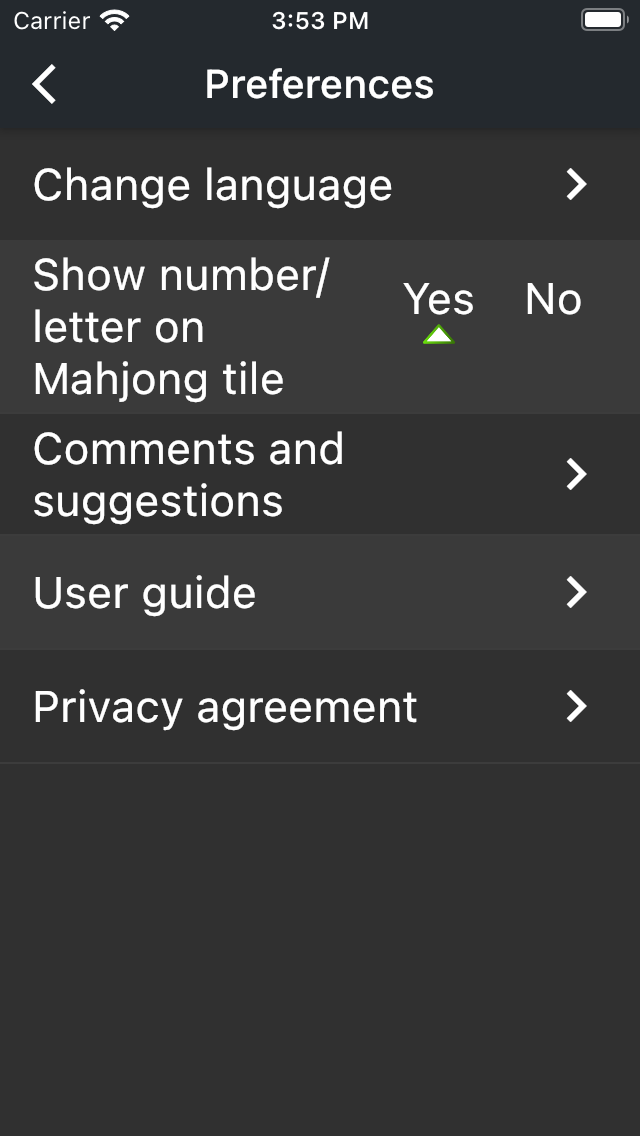 Carrier 3:53 PM
Preferences
Change language
Show number/
letter on
Mahjong tile
Yes No
Comments and
suggestions
User guide
Privacy agreement